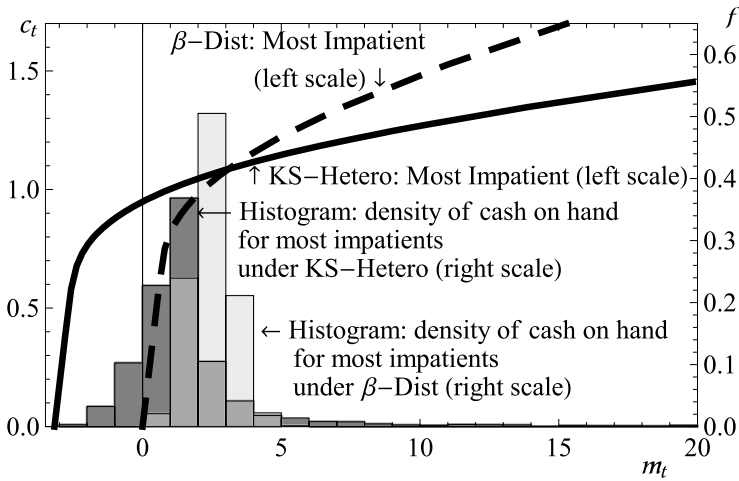 c_t
f
β−Dist: Most Impatient
(left scale) ↓
↑ KS−Hetero: Most Impatient (left scale)
← Histogram: density of cash on hand
for most impatients
under KS−Hetero (right scale)
← Histogram: density of cash on hand
for most impatients
under β−Dist (right scale)
1.5
1.0
0.5
0.0
0.6
0.5
0.4
0.3
0.2
0.1
0.0
0 5 10 15 20
m_t